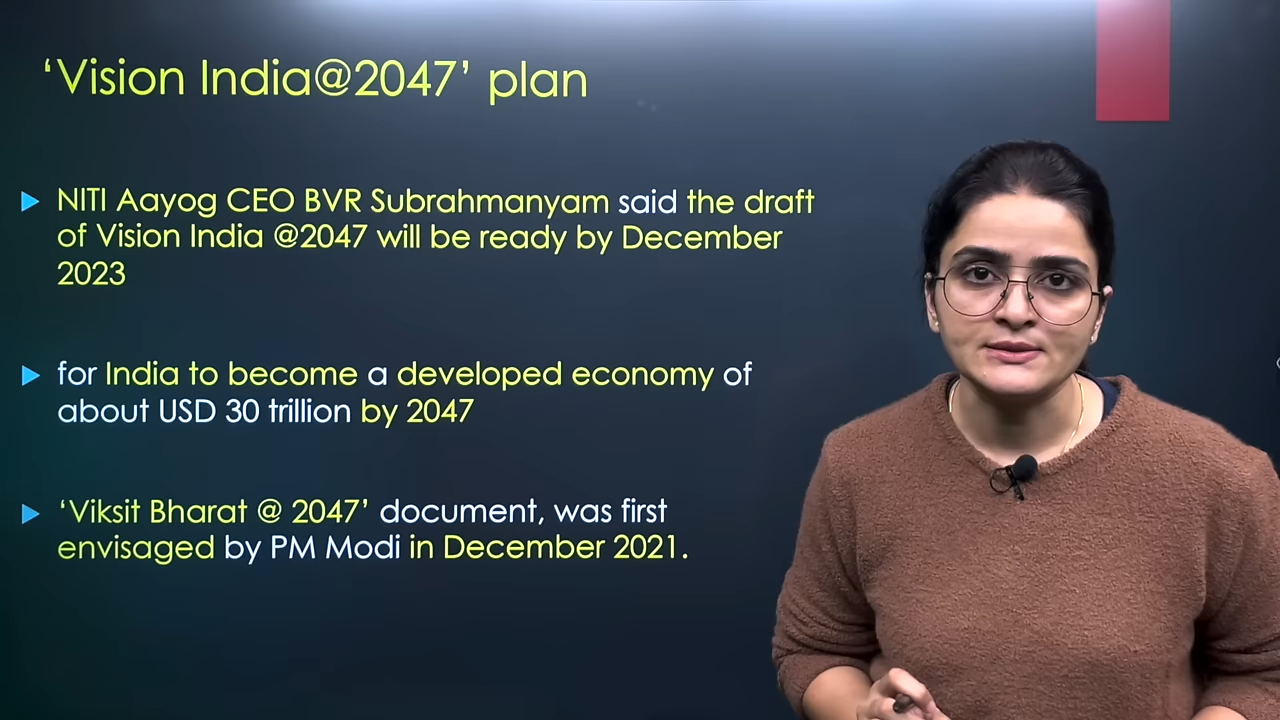 ‘Vision India@2047’ plan
NITI Aayog CEO BVR Subrahmanyam said the draft
of Vision India @2047 will be ready by December
2023
for India to become a developed economy of
about USD 30 trillion by 2047
‘Viksit Bharat @ 2047’ document, was first
envisaged by PM Modi in December 2021.